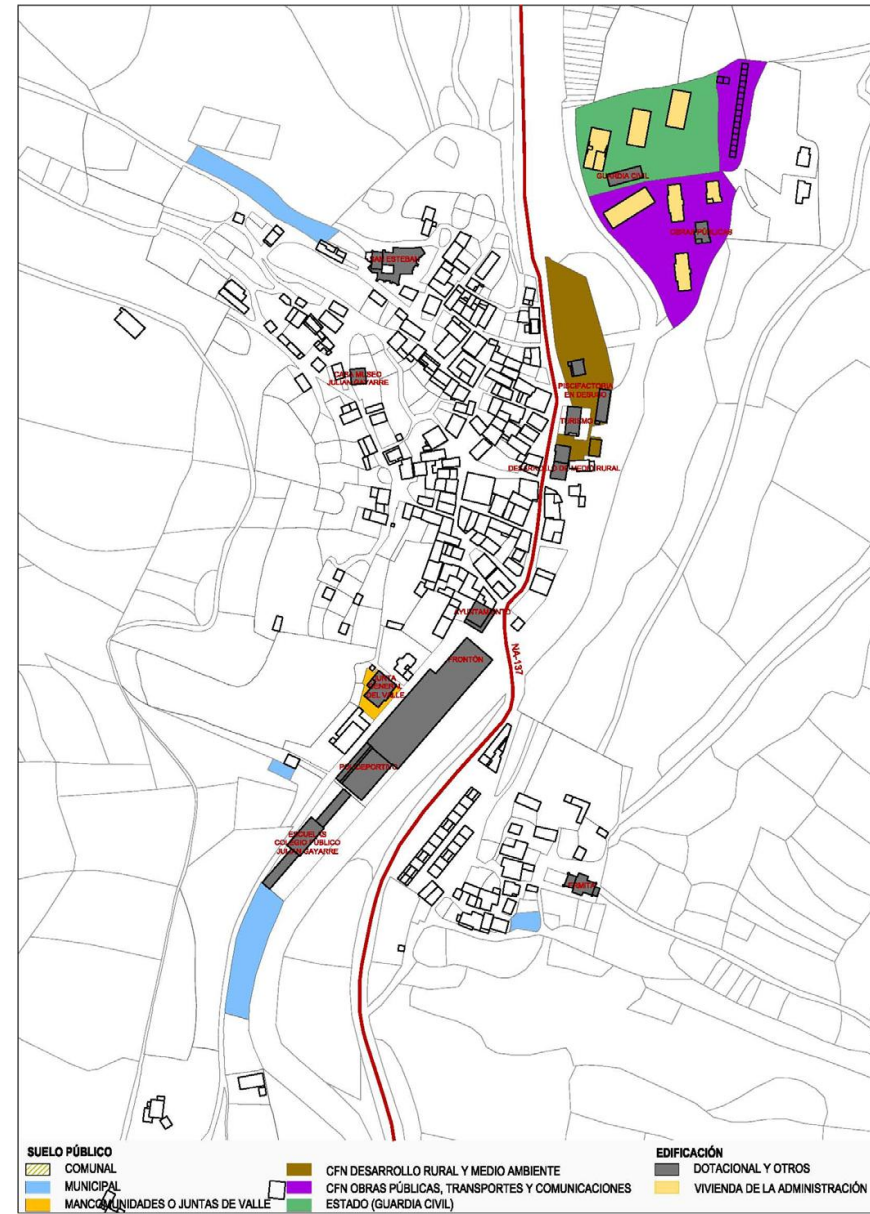 GUARDIA CIVIL
OBRAS PÚBLICAS
SAN ESTEBAN
CASA MUSEO
JULIAN GAYARRE
PISCIFACTORIA
EN DESUSO
TURISMO
DESARROLLO DE MEDIO RURAL
AYUNTAMIENTO
FRONTÓN
NA-137
JUNTA
GENERAL
DEL VALLE
POLIDEPORTIVO
ESCUELAS
COLEGIO PÚBLICO
JULIAN GAYARRE
ERMITA
SUELO PÚBLICO
COMUNAL
MUNICIPAL
MANCOMUNIDADES O JUNTAS DE VALLE
CFN DESARROLLO RURAL Y MEDIO AMBIENTE
CFN OBRAS PÚBLICAS, TRANSPORTES Y COMUNICACIONES
ESTADO (GUARDIA CIVIL)
EDIFICACIÓN
DOTACIONAL Y OTROS
VIVIENDA DE LA ADMINISTRACIÓN